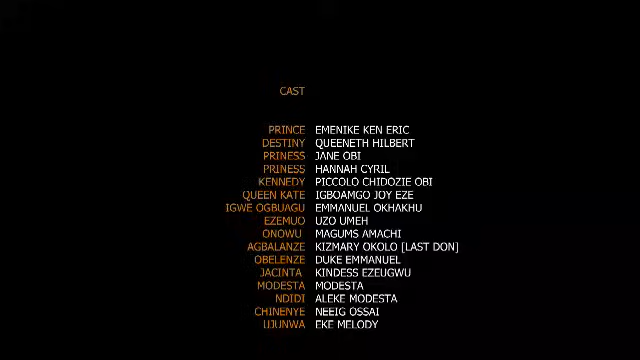 CAST
PRINCE EMENIKE KEN ERIC
DESTINY QUEENETH HILBERT
PRINESS JANE OBI
PRINESS HANNAH CYRIL
KENNEDY PICCOLO CHIDOZIE OBI
QUEEN KATE IGBOAMGO JOY EZE
IGWE OGBUAGU EMMANUEL OKHAKHU
EZEMUO UZO UMEH
ONOWU MAGUMS AMACHI
AGBALANZE KIZMARY OKOLO [LAST DON]
OBELENZE DUKE EMMANUEL
JACINTA KINDESS EZEUGWU
MODESTA MODESTA
NDIDI ALEKE MODESTA
CHINENYE NEEIG OSSAI
UJUNWA EKE MELODY